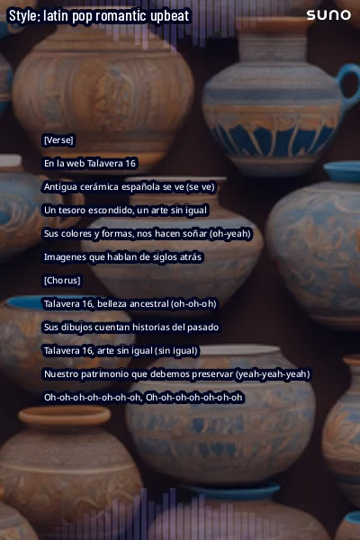 Style: latin pop romantic upbeat
SUNO
[Verse]
En la web Talavera 16
Antigua cerámica española se ve (se ve)
Un tesoro escondido, un arte sin igual
Sus colores y formas, nos hacen soñar (oh-yeah)
Imagenes que hablan de siglos atrás
[Chorus]
Talavera 16, belleza ancestral (oh-oh-oh)
Sus dibujos cuentan historias del pasado
Talavera 16, arte sin igual (sin igual)
Nuestro patrimonio que debemos preservar (yeah-yeah-yeah)
Oh-oh-oh-oh-oh-oh-oh, Oh-oh-oh-oh-oh-oh-oh